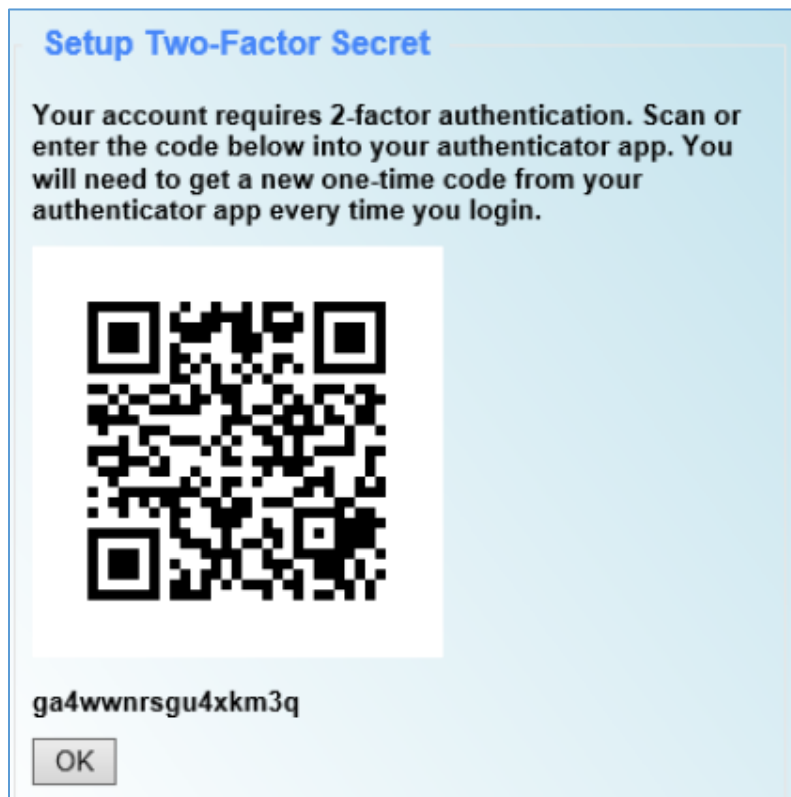 Setup Two-Factor Secret
Your account requires 2-factor authentication. Scan or
enter the code below into your authenticator app. You
will need to get a new one-time code from your
authenticator app every time you login.
ga4wwnrsgu4xkm3q
OK